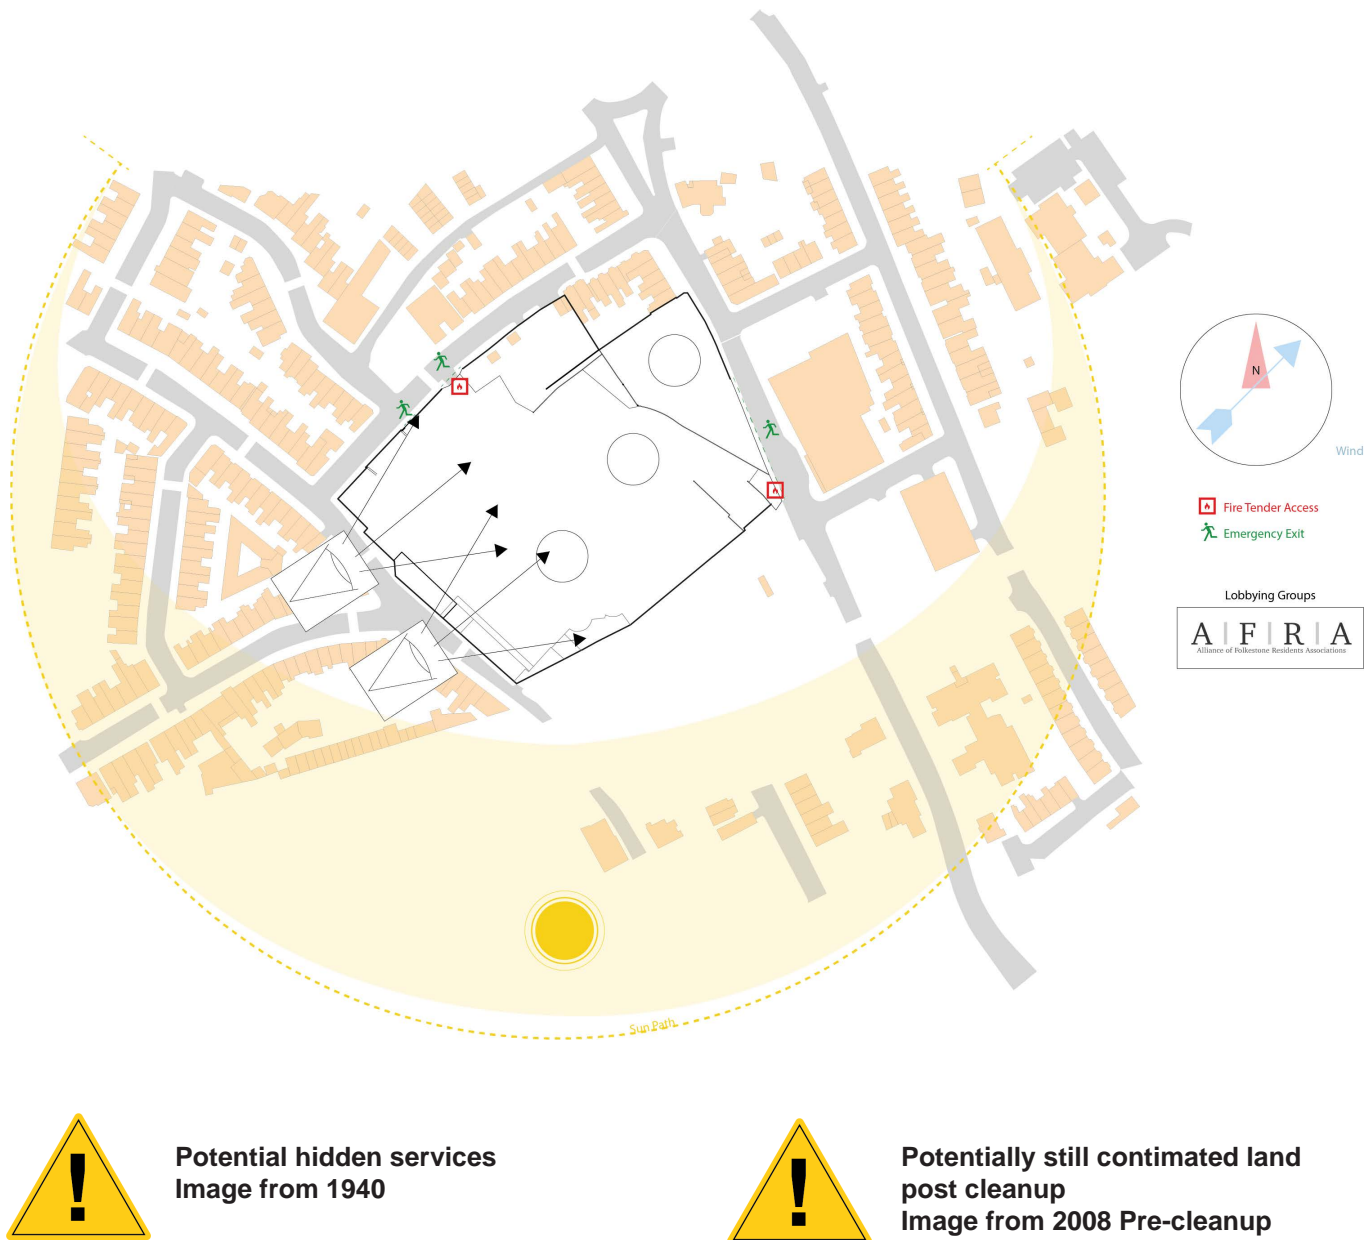 N
Wind
Fire Tender Access
Emergency Exit
Lobbying Groups
A | F | R | A
Alliance of Folkestone Residents Associations
Sun Path
Potential hidden services
Image from 1940
Potentially still contimated land
post cleanup
Image from 2008 Pre-cleanup